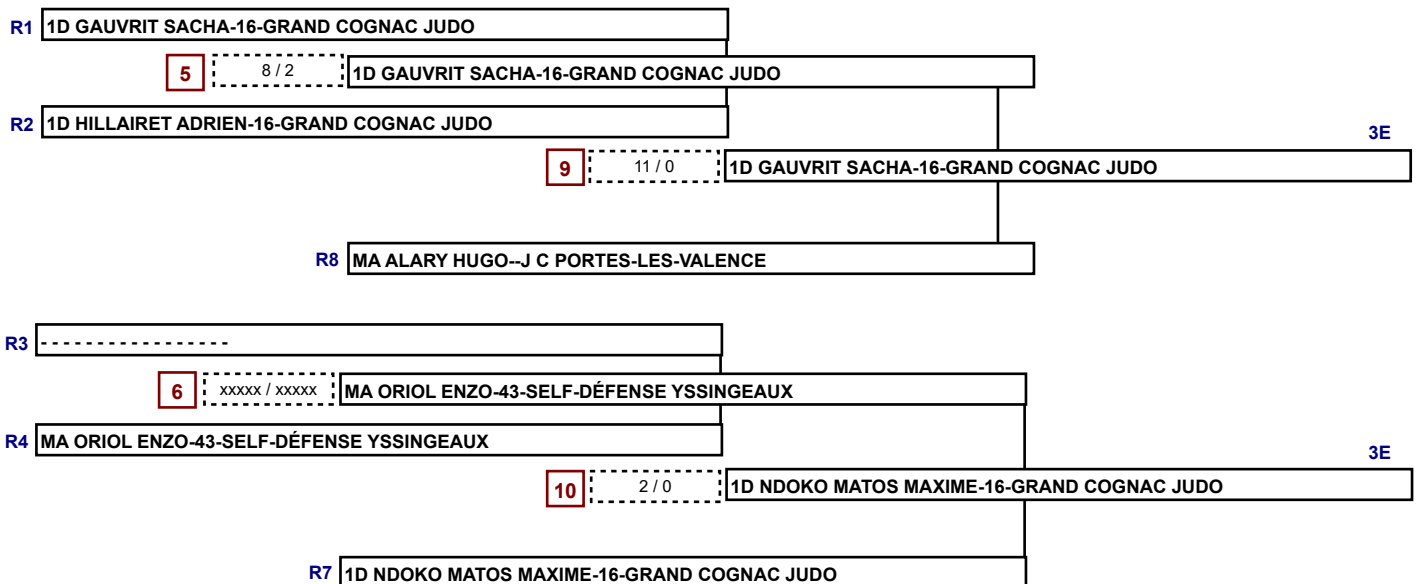 R1 1D GAUVRIT SACHA-16-GRAND COGNAC JUDO
5 8 / 2 1D GAUVRIT SACHA-16-GRAND COGNAC JUDO
R2 1D HILLAIRET ADRIEN-16-GRAND COGNAC JUDO
3E
9 11 / 0 1D GAUVRIT SACHA-16-GRAND COGNAC JUDO
R8 MA ALARY HUGO--J C PORTES-LES-VALENCE
R3 - - - - - - - - - - - - - - - - -
6 xxxxx / xxxxx MA ORIOL ENZO-43-SELF-DÉFENSE YSSINGEAUX
R4 MA ORIOL ENZO-43-SELF-DÉFENSE YSSINGEAUX
3E
10 2 / 0 1D NDOKO MATOS MAXIME-16-GRAND COGNAC JUDO
R7 1D NDOKO MATOS MAXIME-16-GRAND COGNAC JUDO